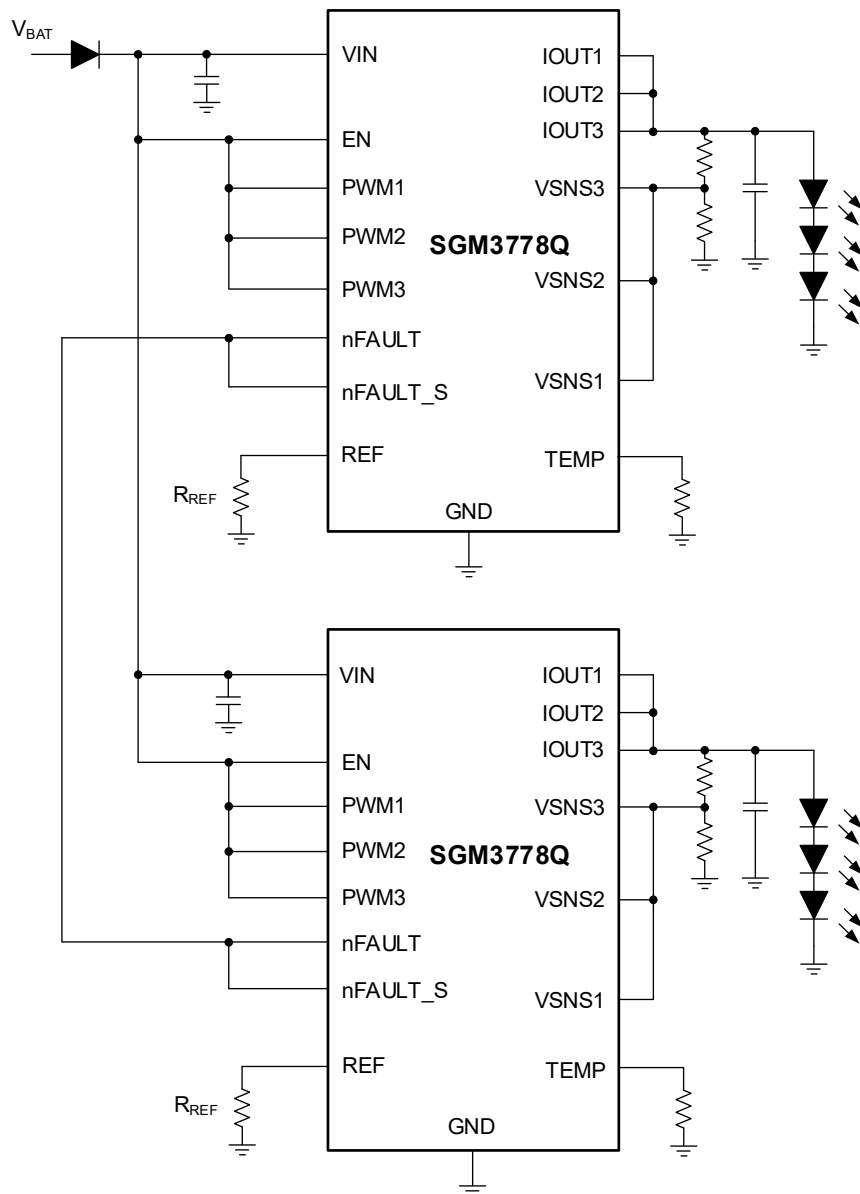 VBAT
VIN
IOUT1
IOUT2
EN
IOUT3
PWM1
VSNS3
PWM2
SGM3778Q
VSNS2
PWM3
nFAULT
VSNS1
nFAULT_S
REF
TEMP
RREF
GND
VIN
IOUT1
IOUT2
EN
IOUT3
PWM1
VSNS3
PWM2
SGM3778Q
PWM3
VSNS2
nFAULT
nFAULT_S
VSNS1
REF
TEMP
RREF
GND